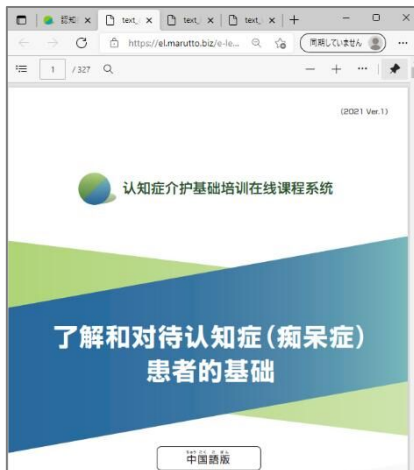 認知
text_
text_
text_
https://el.marutto.biz/e-le...
同期していません
1 /327
(2021 Ver.1)
认知症介护基础培训在线课程系统
了解和对待认知症(痴呆症)
患者的基础
中国語版